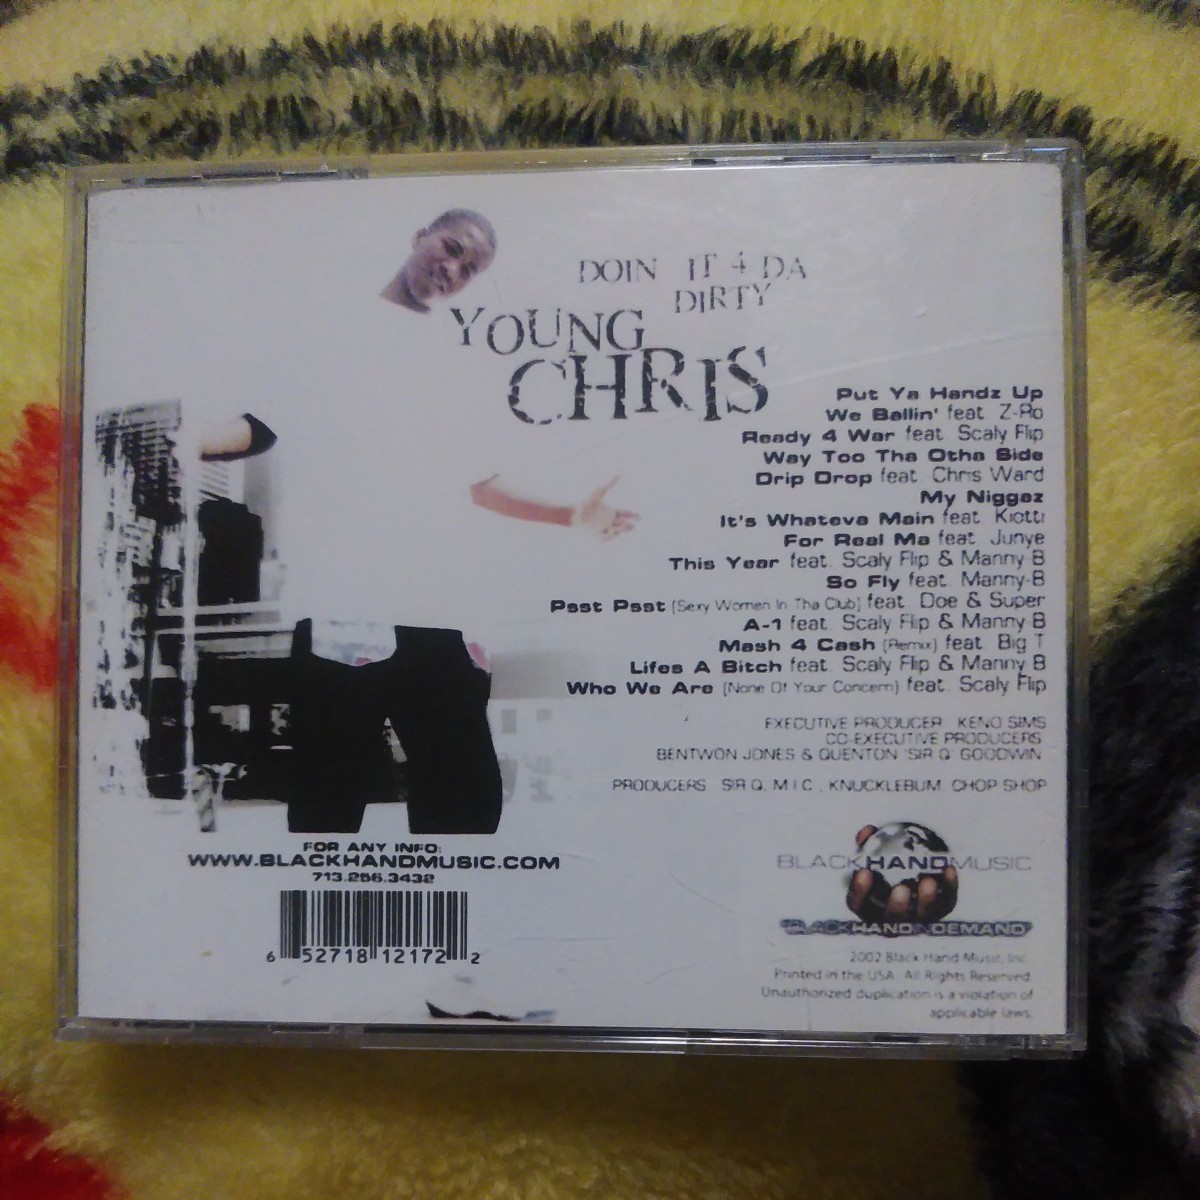 DOIN IT 4 DA
DIRTY
YOUNG
CHRIS
Put Ya Handz Up
We Ballin' feat. Z-Ro
Ready 4 War feat. Scaly Flip
Way Too Tha Otha Side
Drip Drop feat. Chris Ward
My Niggaz
It's Whateva Main feat. Kiotti
For Real Ma feat. Junye
This Year feat. Scaly Flip & Manny B
So Fly feat. Manny-B
Psst Psst (Sexy Women In Tha Club) feat. Doe & Super
A-1 feat. Scaly Flip & Manny B
Mash 4 Cash (Remix) feat. Big T
Lifes A Bitch feat. Scaly Flip & Manny B
Who We Are (None Of Your Concern) feat. Scaly Flip
EXECUTIVE PRODUCER KENO SIMS
CO-EXECUTIVE PRODUCERS
BENTWON JONES & QUENTON 'SIR Q' GOODWIN
PRODUCERS SIR Q, M.I.C., KNUCKLEBUM CHOP SHOP
FOR ANY INFO:
WWW.BLACKHANDMUSIC.COM
713.256.3432
6 52718 12172 2
BLACKHANDMUSIC
BLACKHANDINDEMAND
2002 Black Hand Music, Inc.
Printed in the USA. All Rights Reserved.
Unauthorized duplication is a violation of
applicable laws.